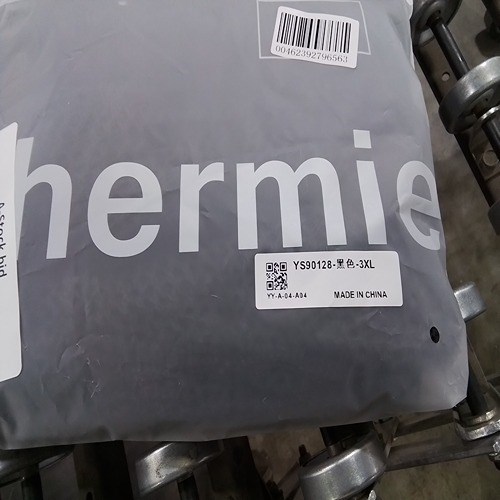 00462392796563
hermie
A-stock bid
YS90128-黑色-3XL
YY-A-04-A04
MADE IN CHINA